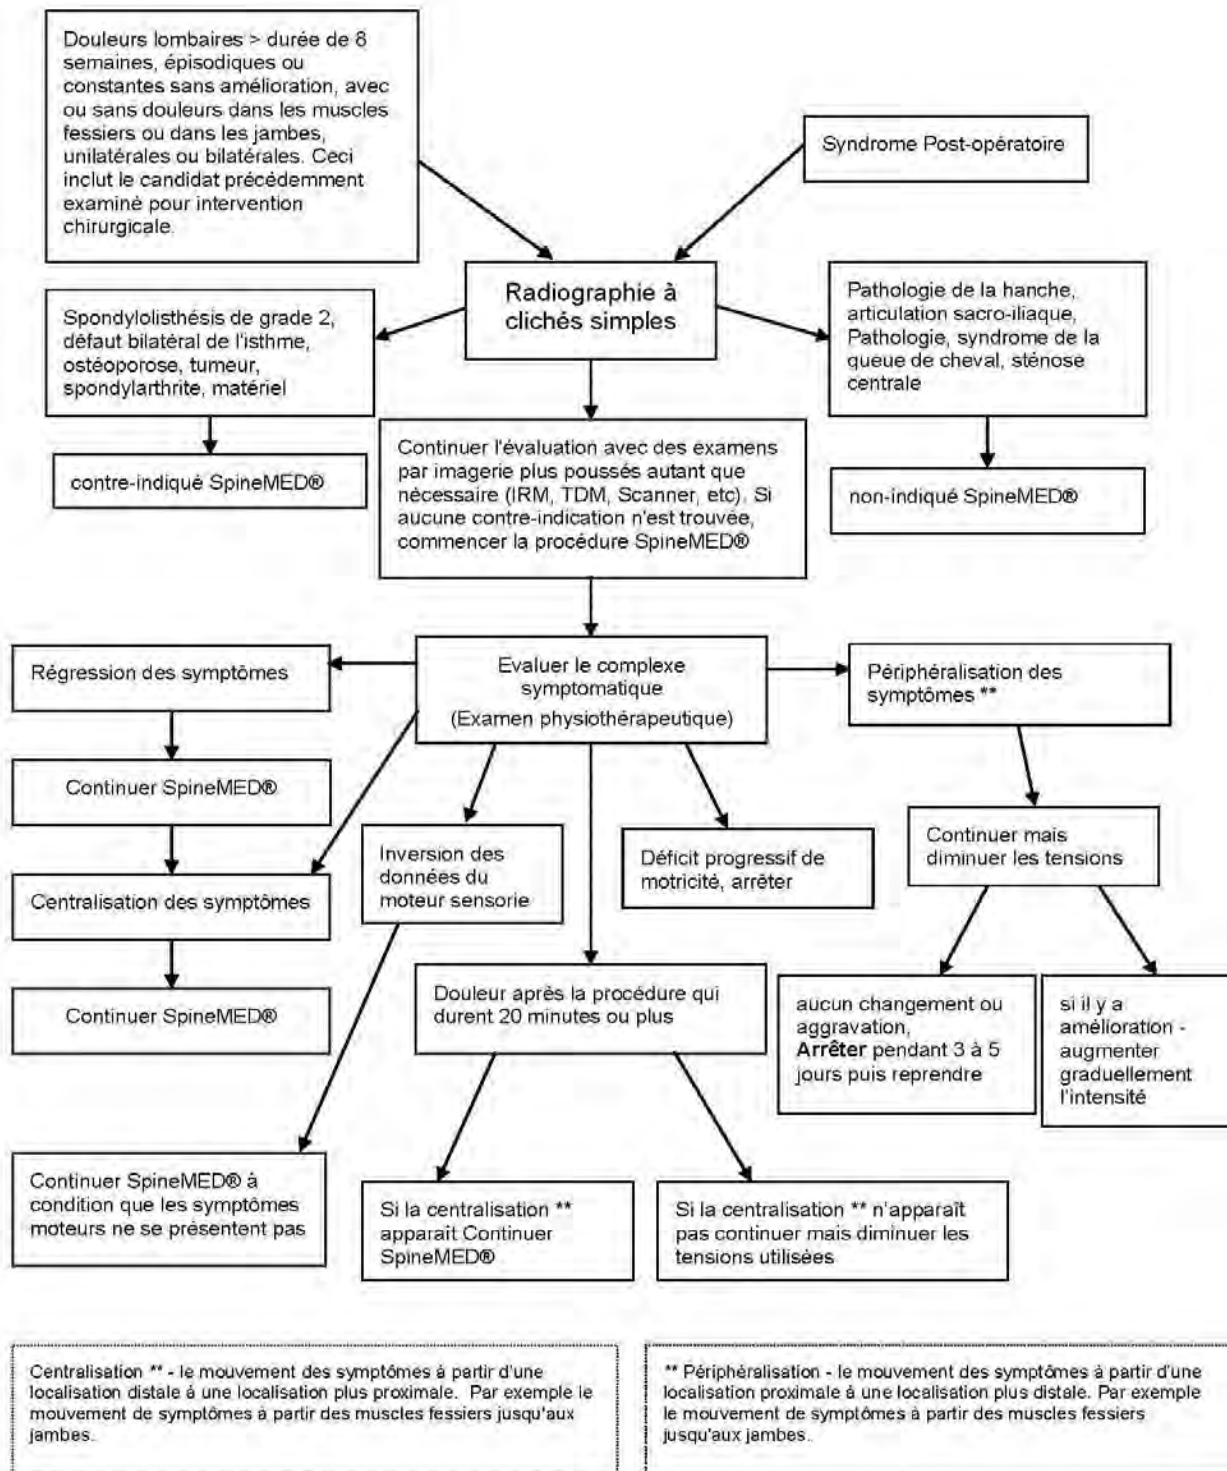 Douleurs lombaires > durée de 8
semaines, épisodiques ou
constantes sans amélioration, avec
ou sans douleurs dans les muscles
fessiers ou dans les jambes,
unilatérales ou bilatérales. Ceci
inclut le candidat précédemment
examiné pour intervention
chirurgicale.
Syndrome Post-opératoire
Radiographie à
clichés simples
Spondylolisthésis de grade 2,
défaut bilatéral de l'isthme,
ostéoporose, tumeur,
spondylarthrite, matériel
Pathologie de la hanche,
articulation sacro-iliaque,
Pathologie, syndrome de la
queue de cheval, sténose
centrale
contre-indiqué SpineMED®
Continuer l'évaluation avec des examens
par imagerie plus poussés autant que
nécessaire (IRM, TDM, Scanner, etc). Si
aucune contre-indication n'est trouvée,
commencer la procédure SpineMED®
non-indiqué SpineMED®
Régression des symptômes
Evaluer le complexe
symptomatique
(Examen physiothérapeutique)
Périphéralisation des
symptômes **
Continuer SpineMED®
Centralisation des symptômes
Continuer SpineMED®
Inversion des
données du
moteur sensorie
Déficit progressif de
motricité, arrêter
Continuer mais
diminuer les tensions
Douleur après la procédure qui
durent 20 minutes ou plus
aucun changement ou
aggravation,
Arrêter pendant 3 à 5
jours puis reprendre
si il y a
amélioration -
augmenter
graduellement
l'intensité
Continuer SpineMED® à
condition que les symptômes
moteurs ne se présentent pas
Si la centralisation **
apparaît Continuer
SpineMED®
Si la centralisation ** n'apparaît
pas continuer mais diminuer les
tensions utilisées
Centralisation ** - le mouvement des symptômes à partir d'une
localisation distale à une localisation plus proximale. Par exemple le
mouvement de symptômes à partir des muscles fessiers jusqu'aux
jambes.
** Périphéralisation - le mouvement des symptômes à partir d'une
localisation proximale à une localisation plus distale. Par exemple
le mouvement de symptômes à partir des muscles fessiers
jusqu'aux jambes.